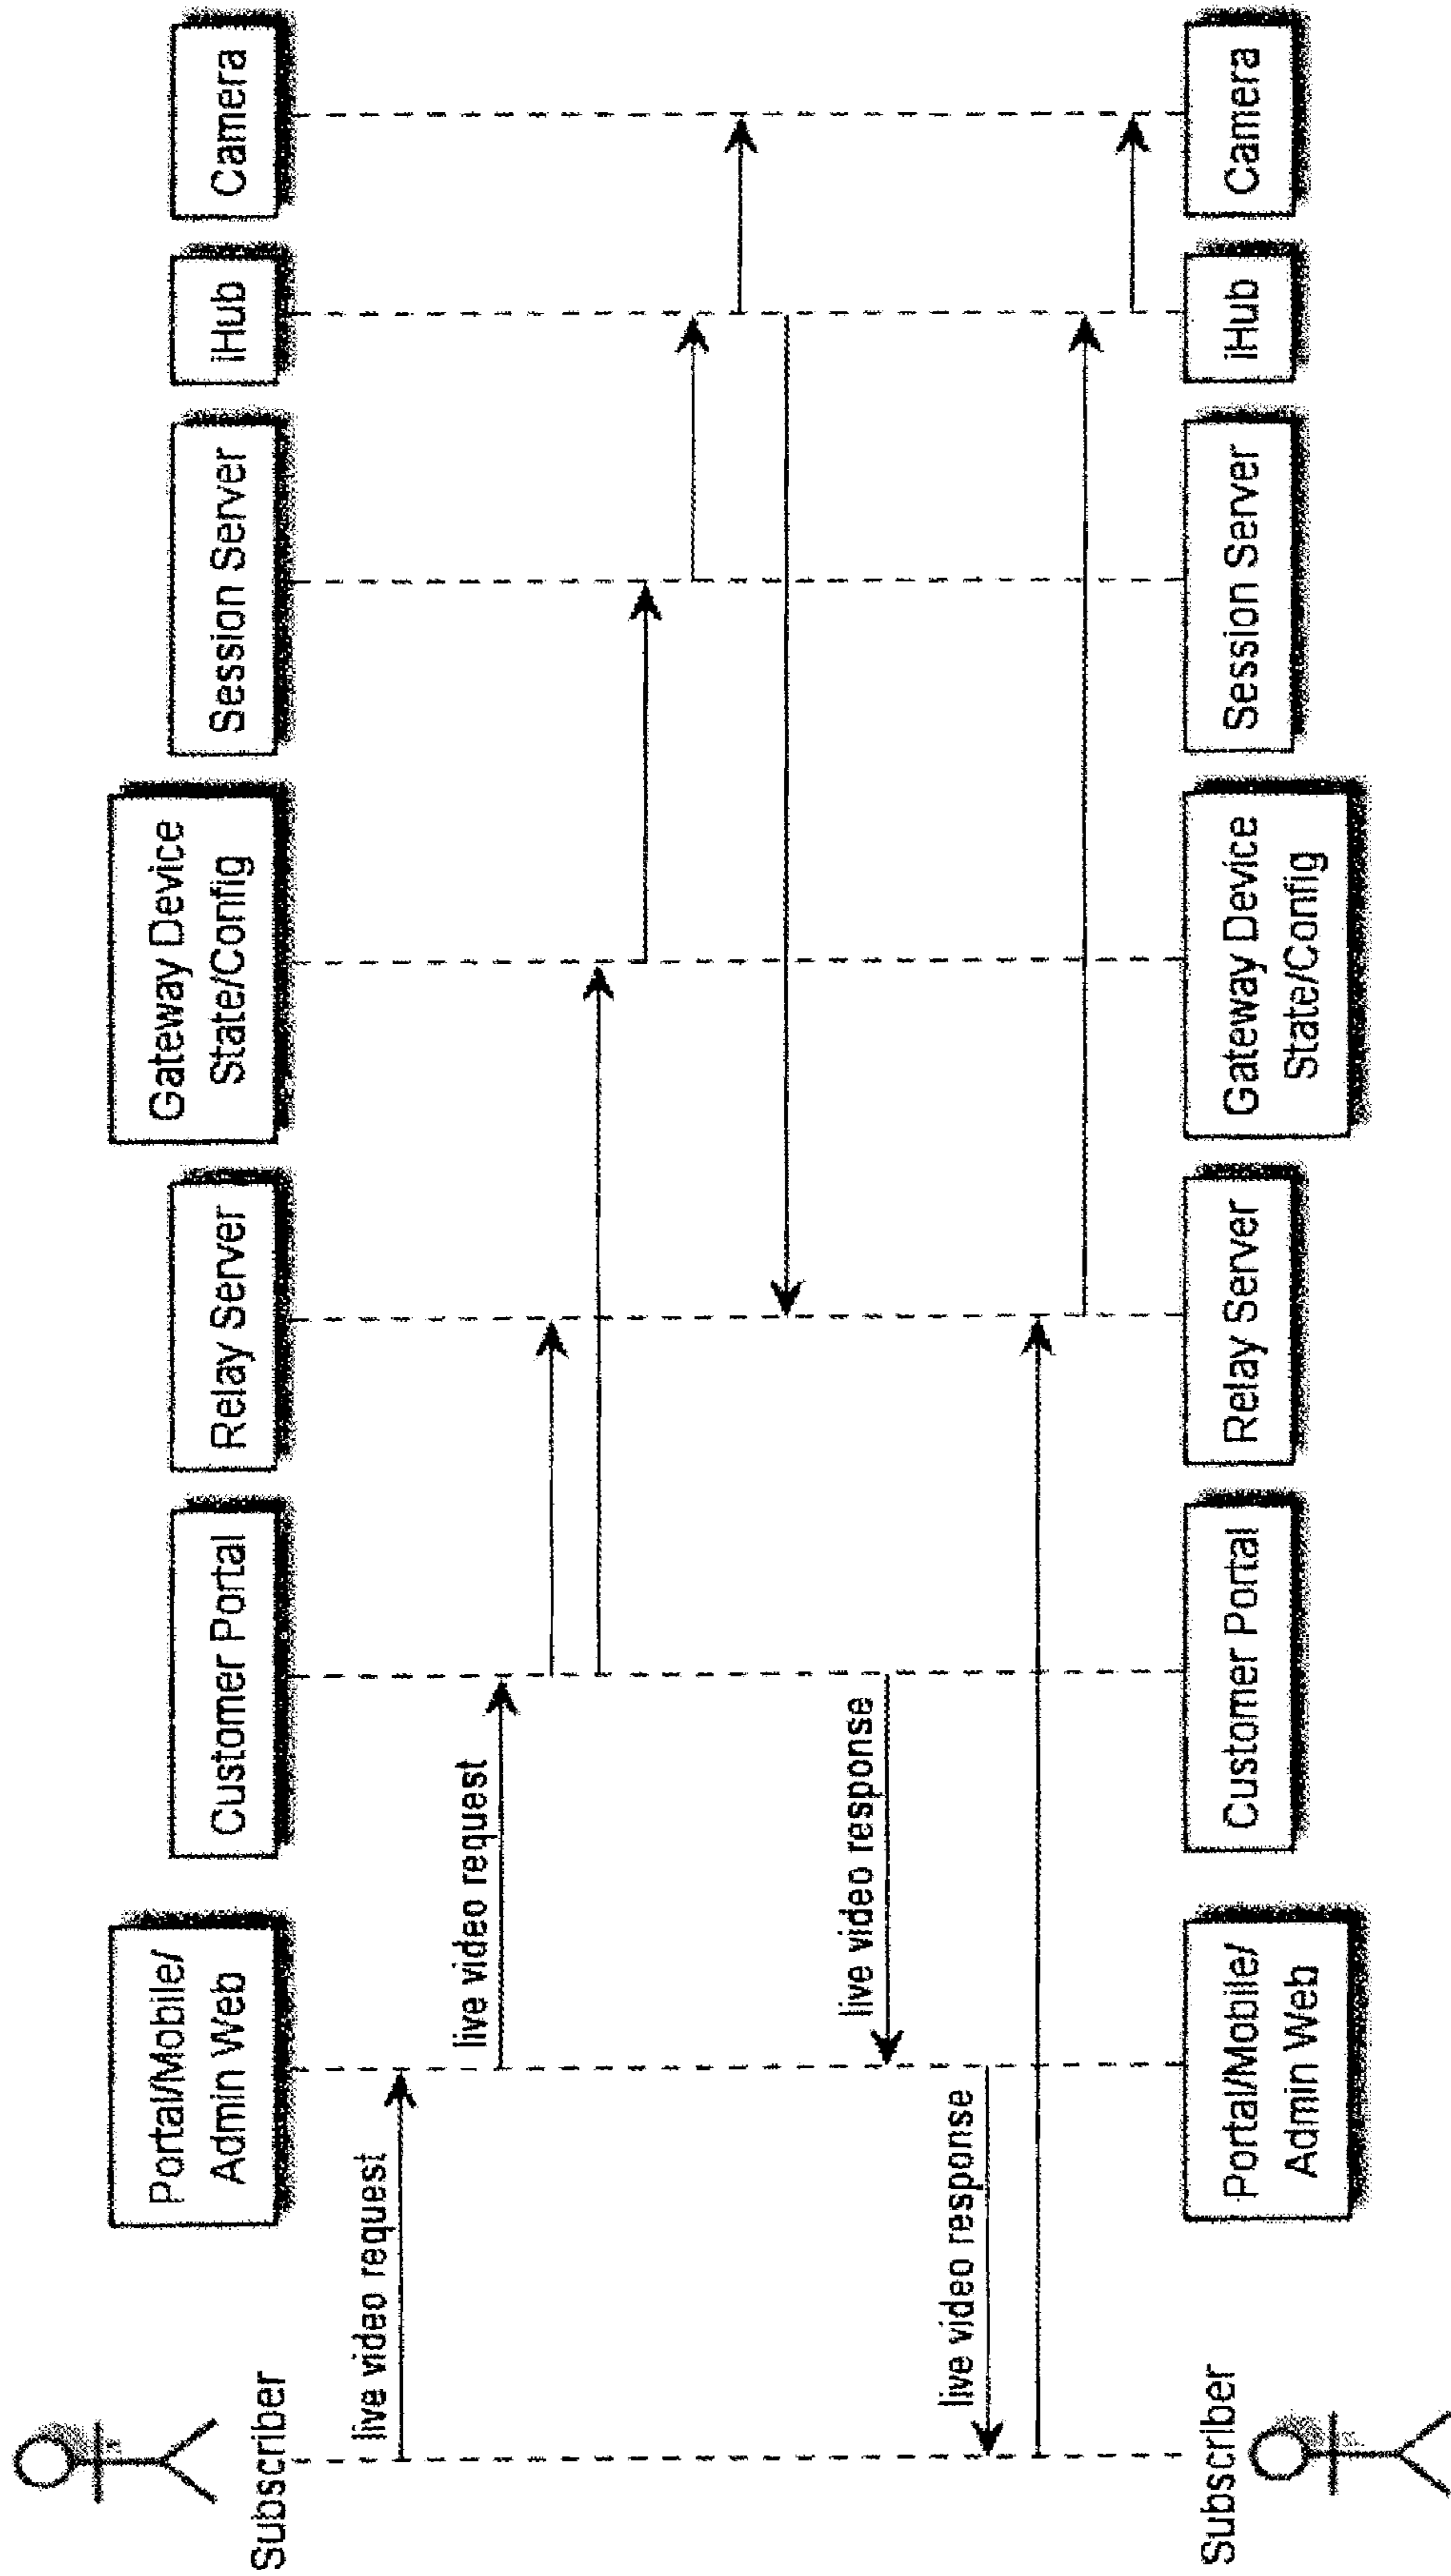 Subscriber
Portal/Mobile/
Admin Web
Customer Portal
Relay Server
Gateway Device
State/Config
Session Server
iHub
Camera
live video request
live video request
live video response
live video response
Subscriber
Portal/Mobile/
Admin Web
Customer Portal
Relay Server
Gateway Device
State/Config
Session Server
iHub
Camera